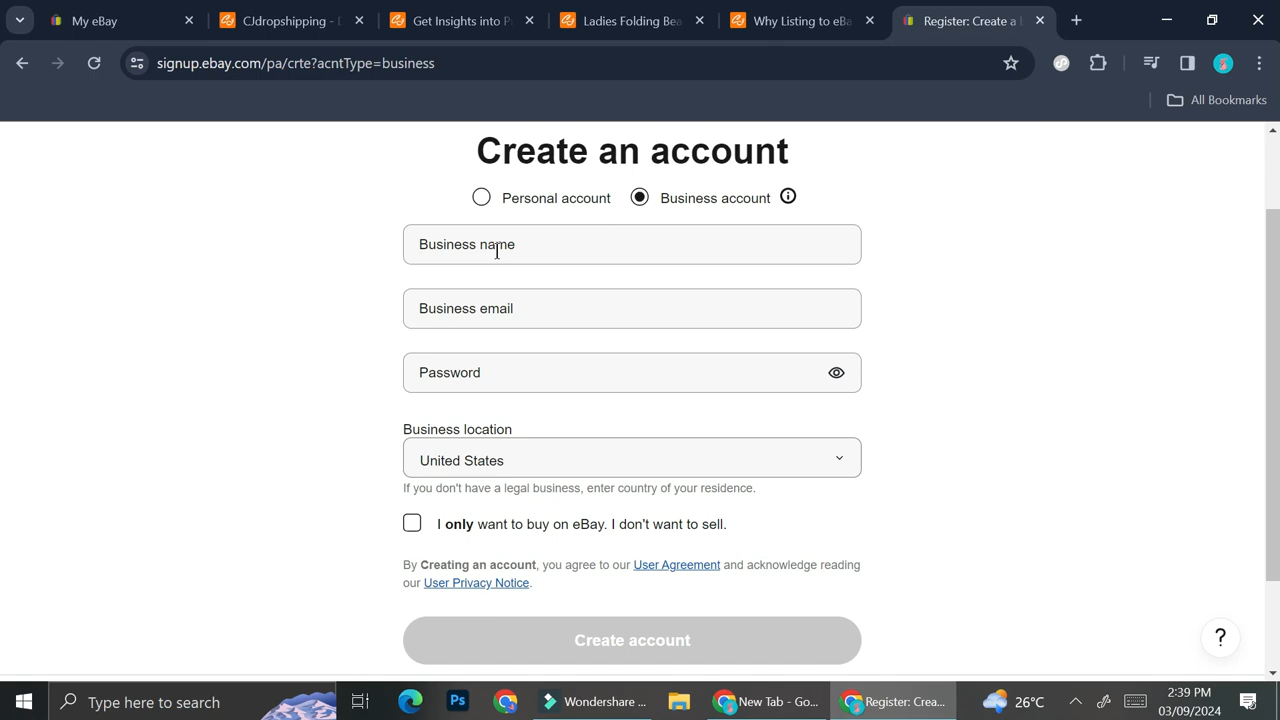 My eBay
CJdropshipping - D
Get Insights into P
Ladies Folding Bea
Why Listing to eBa
Register: Create a
signup.ebay.com/pa/crte?acntType=business
All Bookmarks
Create an account
Personal account
Business account
Business name
Business email
Password
Business location
United States
If you don't have a legal business, enter country of your residence.
I only want to buy on eBay. I don't want to sell.
By Creating an account, you agree to our User Agreement and acknowledge reading
our User Privacy Notice.
Create account
?
Type here to search
Ps
Wondershare ...
New Tab - Go...
Register: Crea...
26°C
2:39 PM
03/09/2024